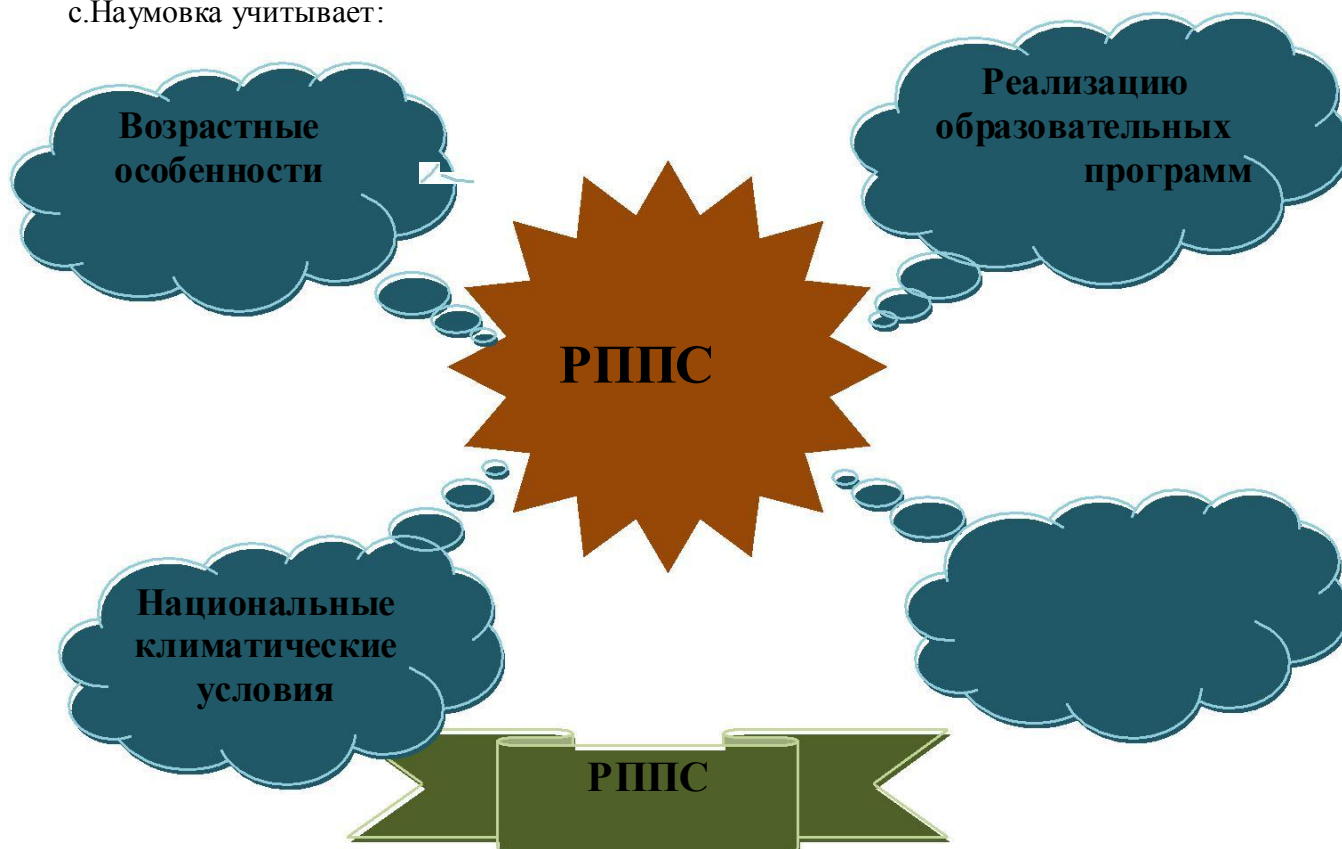 с.Наумовка учитывает:
Возрастные
особенности
Реализацию
образовательных
программ
РППС
Национальные
климатические
условия
РППС